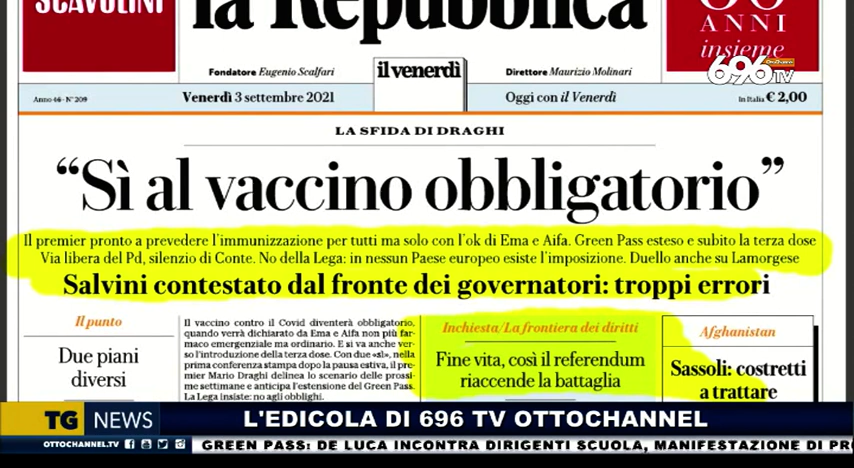 SCAVOLINI
la Repubblica
ANNI
insieme
696 TV
Fondatore Eugenio Scalfari
il venerdì
Direttore Maurizio Molinari
Anno 46 - N° 209
Venerdì 3 settembre 2021
Oggi con il Venerdì
In Italia € 2,00
LA SFIDA DI DRAGHI
“Sì al vaccino obbligatorio”
Il premier pronto a prevedere l'immunizzazione per tutti ma solo con l'ok di Ema e Aifa. Green Pass esteso e subito la terza dose
Via libera del Pd, silenzio di Conte. No della Lega: in nessun Paese europeo esiste l'imposizione. Duello anche su Lamorgese
Salvini contestato dal fronte dei governatori: troppi errori
Il punto
Due piani
diversi
Il vaccino contro il Covid diventerà obbligatorio,
quando verrà dichiarato da Ema e Aifa non più far-
maco emergenziale ma ordinario. E si va anche ver-
so l'introduzione della terza dose. Con due «sì», nella
prima conferenza stampa dopo la pausa estiva, il pre-
mier Mario Draghi delinea lo scenario delle prossi-
me settimane e anticipa l'estensione del Green Pass.
La Lega insiste: no agli obblighi.
Inchiesta/La frontiera dei diritti
Fine vita, così il referendum
riaccende la battaglia
Afghanistan
Sassoli: costretti
a trattare
TG NEWS
L'EDICOLA DI 696 TV OTTOCHANNEL
OTTOCHANNEL.TV
GREEN PASS: DE LUCA INCONTRA DIRIGENTI SCUOLA, MANIFESTAZIONE DI PR